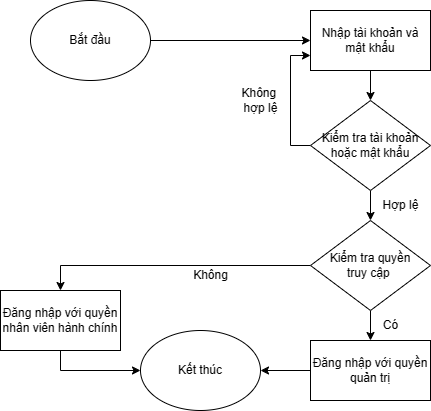 Bắt đầu
Nhập tài khoản và
mật khẩu
Không
hợp lệ
Kiểm tra tài khoản
hoặc mật khẩu
Hợp lệ
Kiểm tra quyền
truy cập
Không
Đăng nhập với quyền
nhân viên hành chính
Có
Kết thúc
Đăng nhập với quyền
quản trị